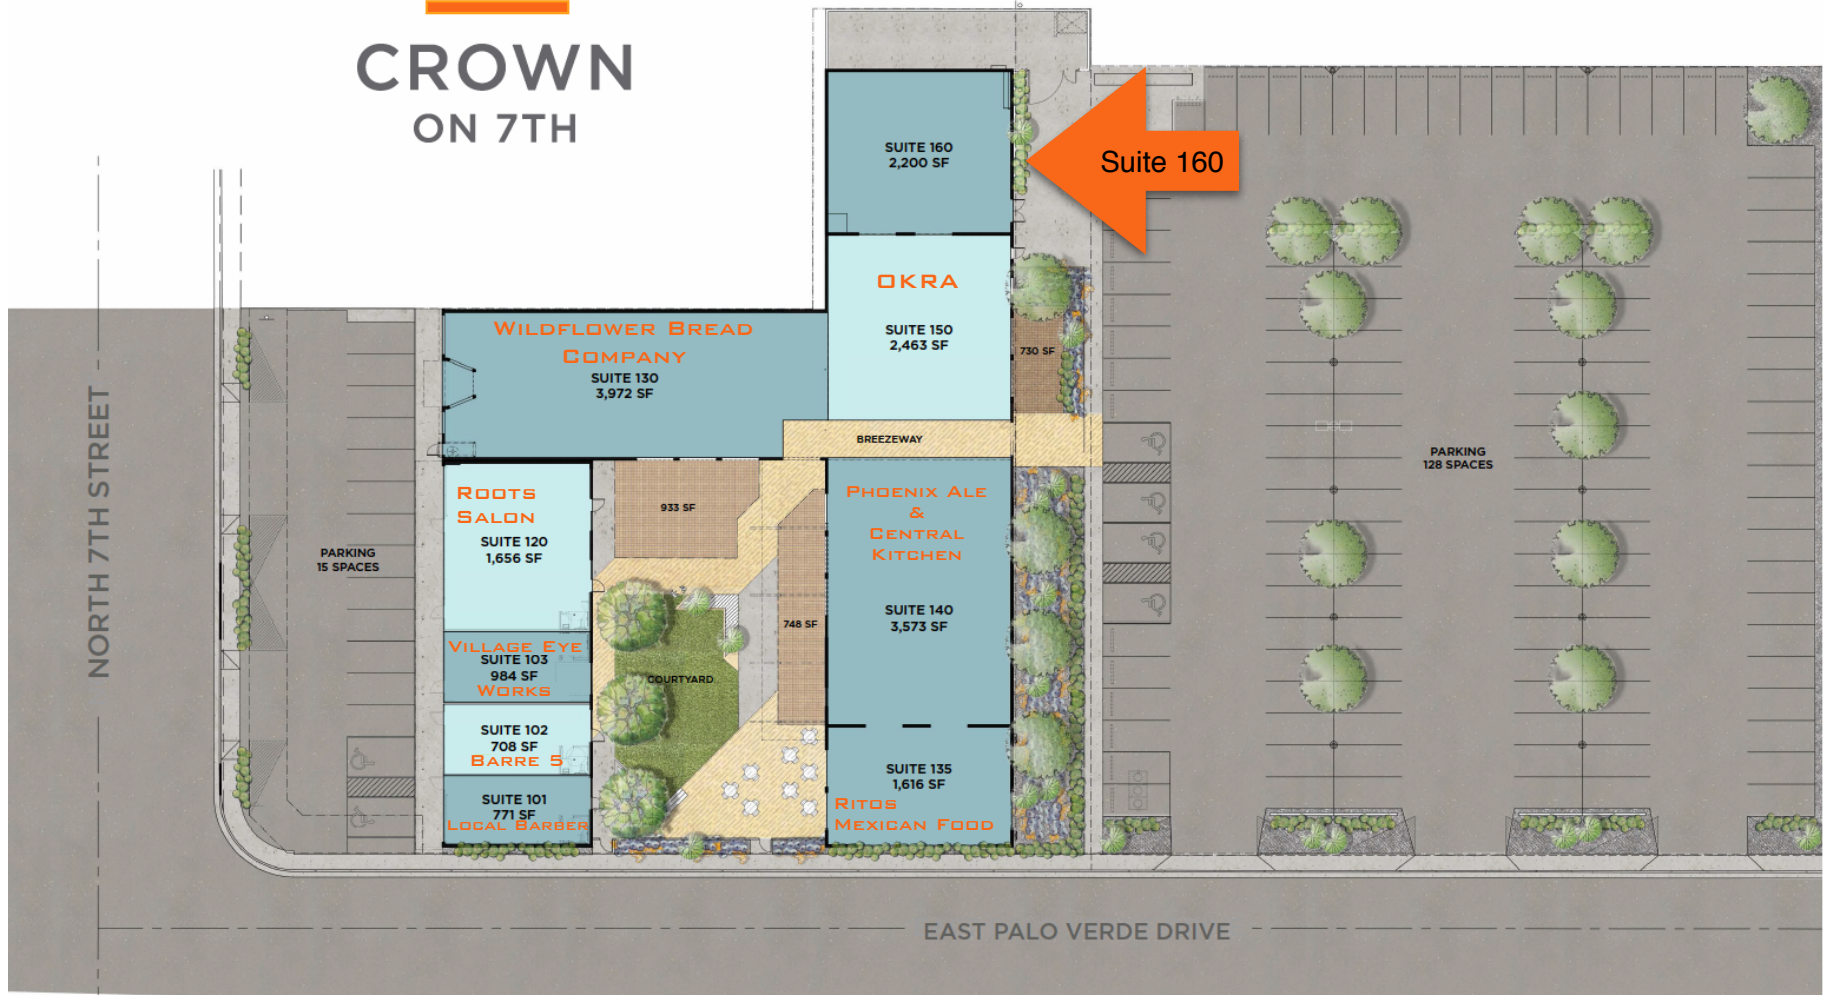 CROWN
ON 7TH
SUITE 160
2,200 SF
Suite 160
OKRA
SUITE 150
2,463 SF
730 SF
WILDFLOWER BREAD
COMPANY
SUITE 130
3,972 SF
BREEZEWAY
PARKING
128 SPACES
NORTH 7TH STREET
PARKING
15 SPACES
ROOTS
SALON
SUITE 120
1,656 SF
933 SF
748 SF
PHOENIX ALE
&
CENTRAL
KITCHEN
SUITE 140
3,573 SF
VILLAGE EYE
SUITE 103
984 SF
WORKS
COURTYARD
SUITE 102
708 SF
BARRE 5
SUITE 101
771 SF
LOCAL BARBER
SUITE 135
1,616 SF
RITOS
MEXICAN FOOD
EAST PALO VERDE DRIVE